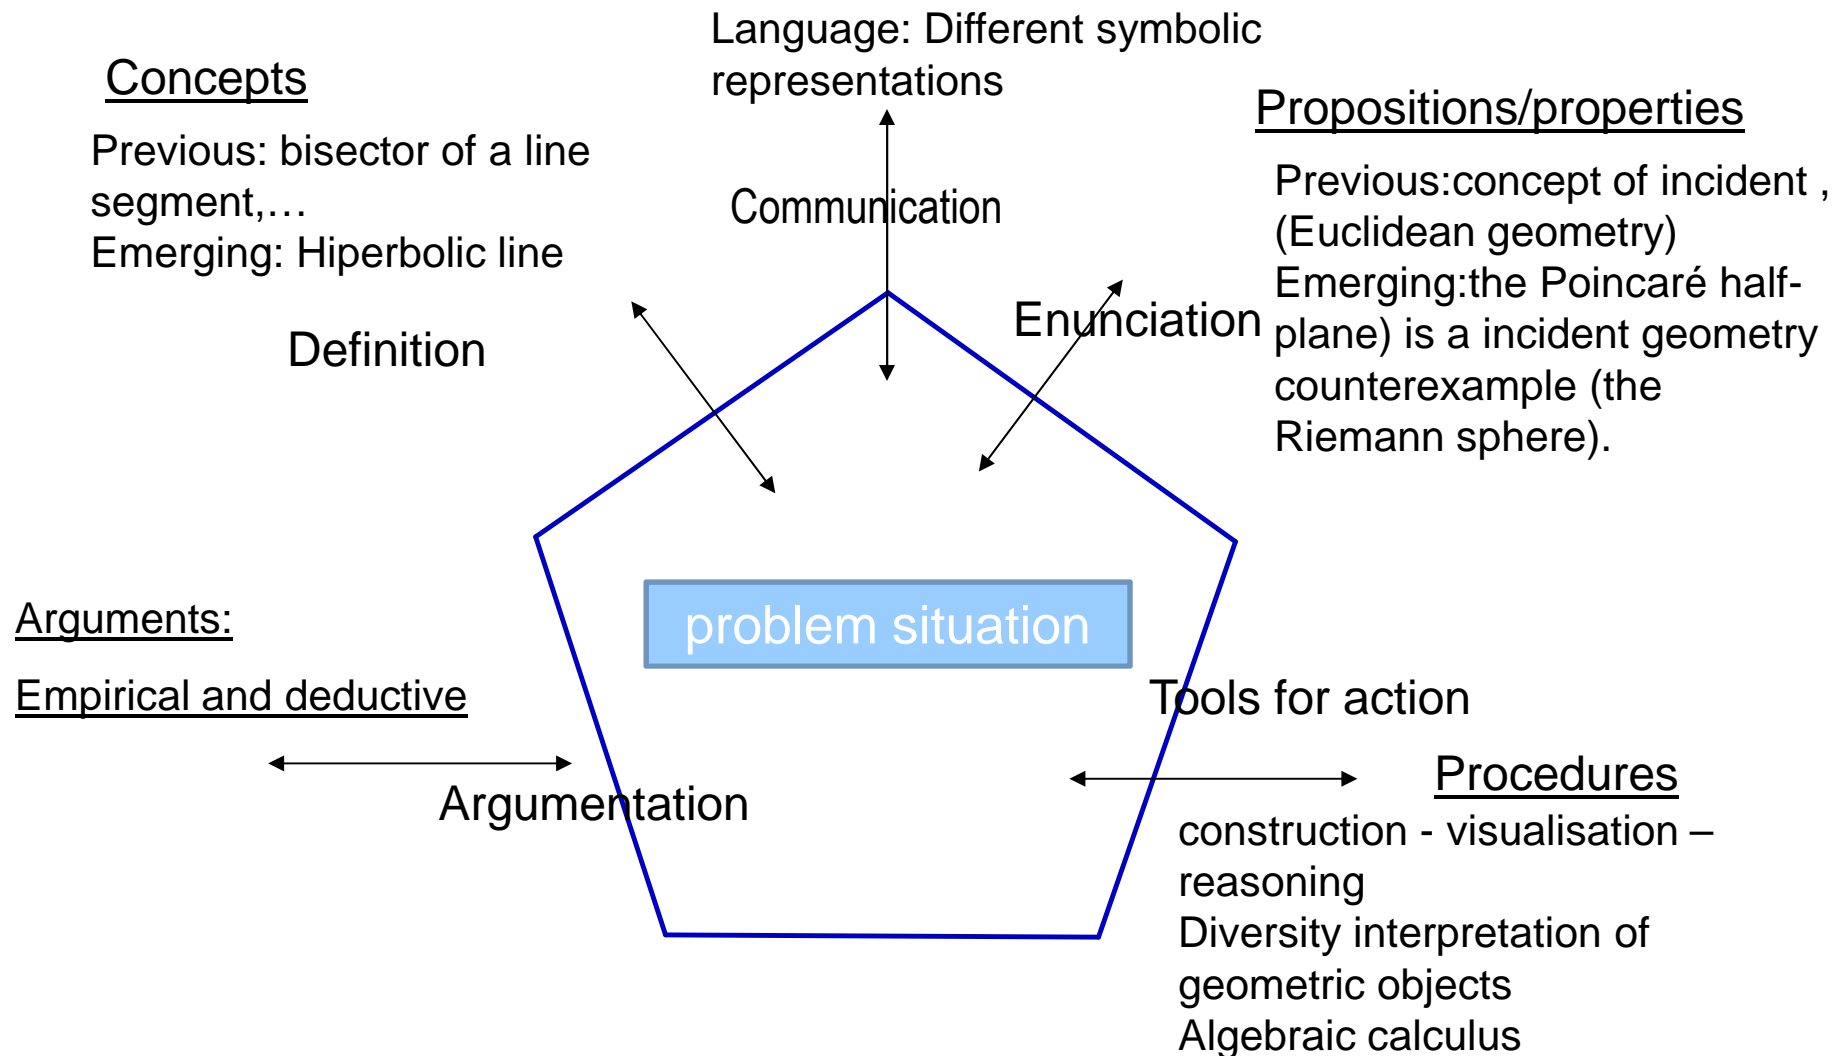 Language: Different symbolic
representations
Concepts
Previous: bisector of a line
segment,…
Emerging: Hiperbolic line
Propositions/properties
Previous:concept of incident ,
(Euclidean geometry)
Emerging:the Poincaré half-
plane) is a incident geometry
counterexample (the
Riemann sphere).
Communication
Enunciation
Definition
problem situation
Arguments:
Empirical and deductive
Argumentation
Tools for action
Procedures
construction - visualisation –
reasoning
Diversity interpretation of
geometric objects
Algebraic calculus